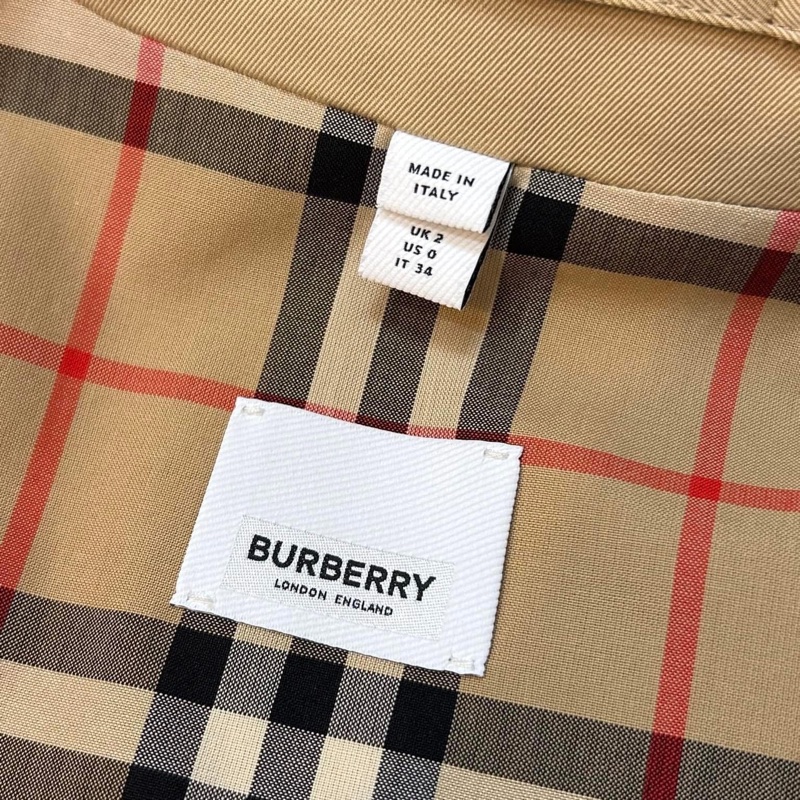 MADE IN
ITALY
UK 2
US 0
IT 34
BURBERRY
LONDON ENGLAND